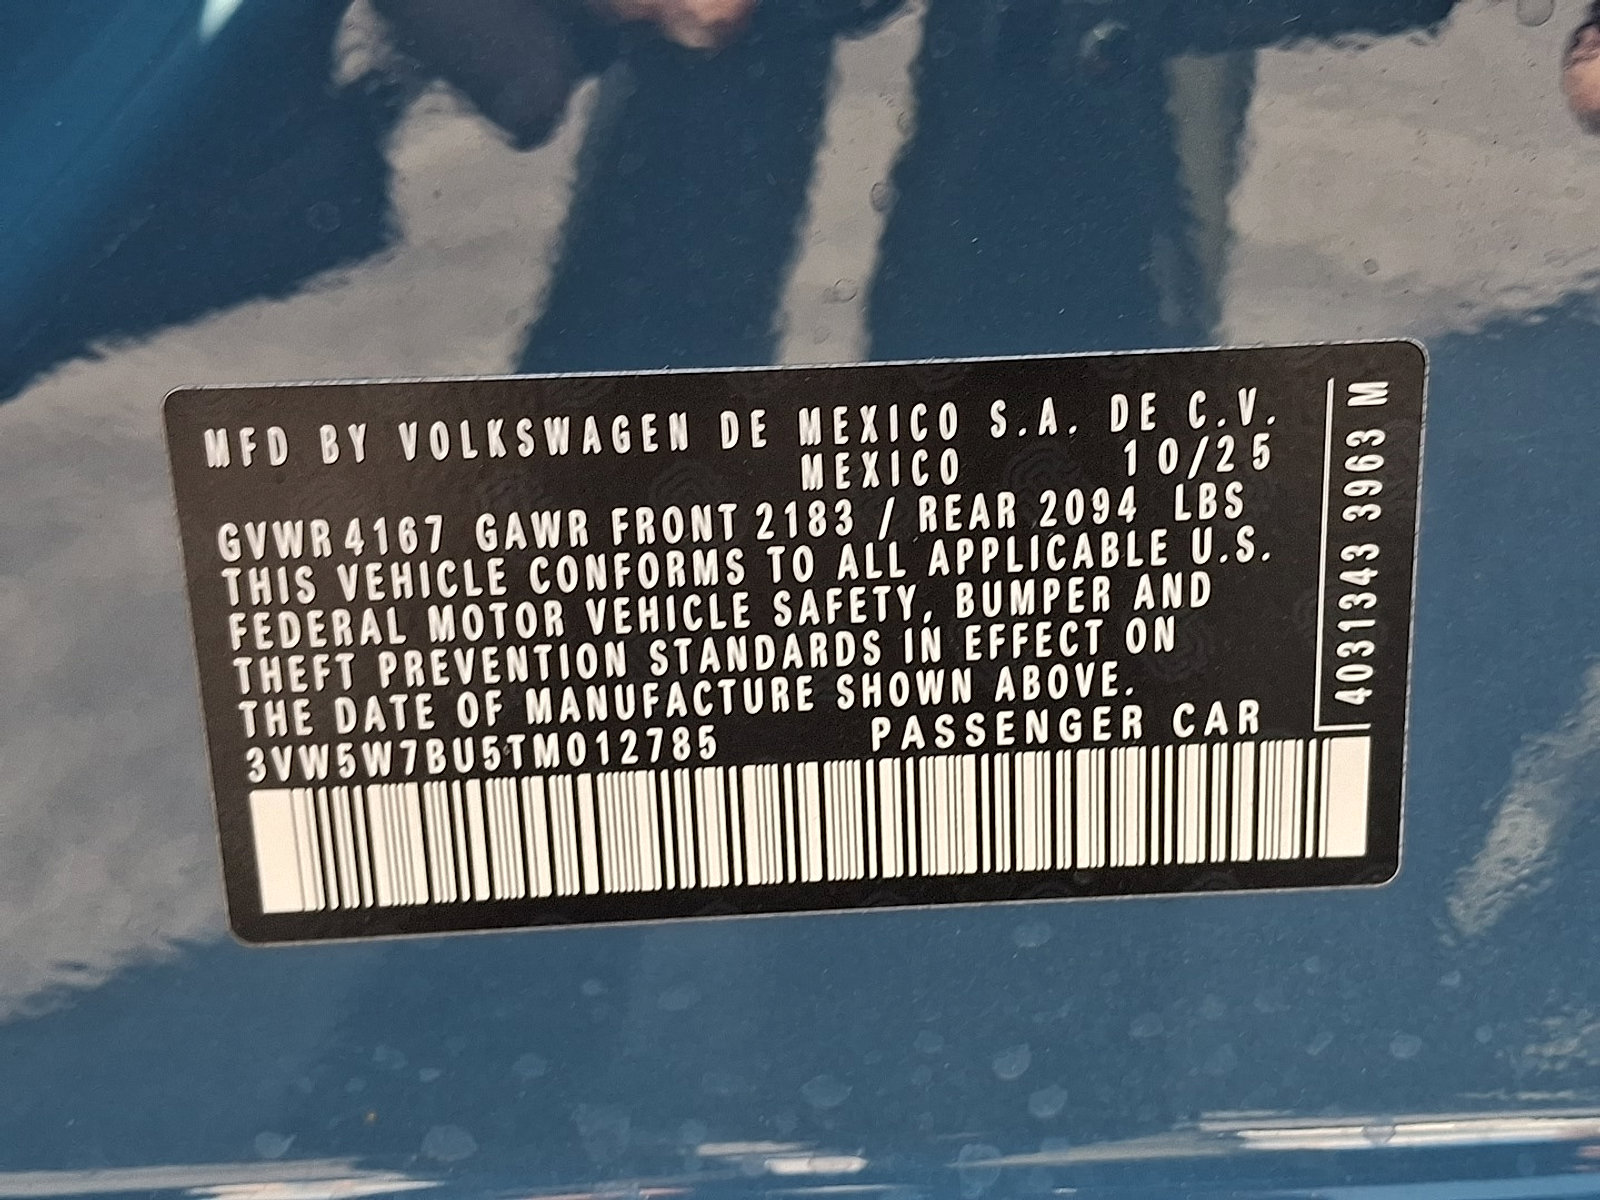 MFD BY VOLKSWAGEN DE MEXICO S.A. DE C.V.
MEXICO 10/25
GVWR 4167 GAWR FRONT 2183 / REAR 2094 LBS
THIS VEHICLE CONFORMS TO ALL APPLICABLE U.S.
FEDERAL MOTOR VEHICLE SAFETY, BUMPER AND
THEFT PREVENTION STANDARDS IN EFFECT ON
THE DATE OF MANUFACTURE SHOWN ABOVE.
3VW5W7BU5TM012785 PASSENGER CAR
4031343 3963 M